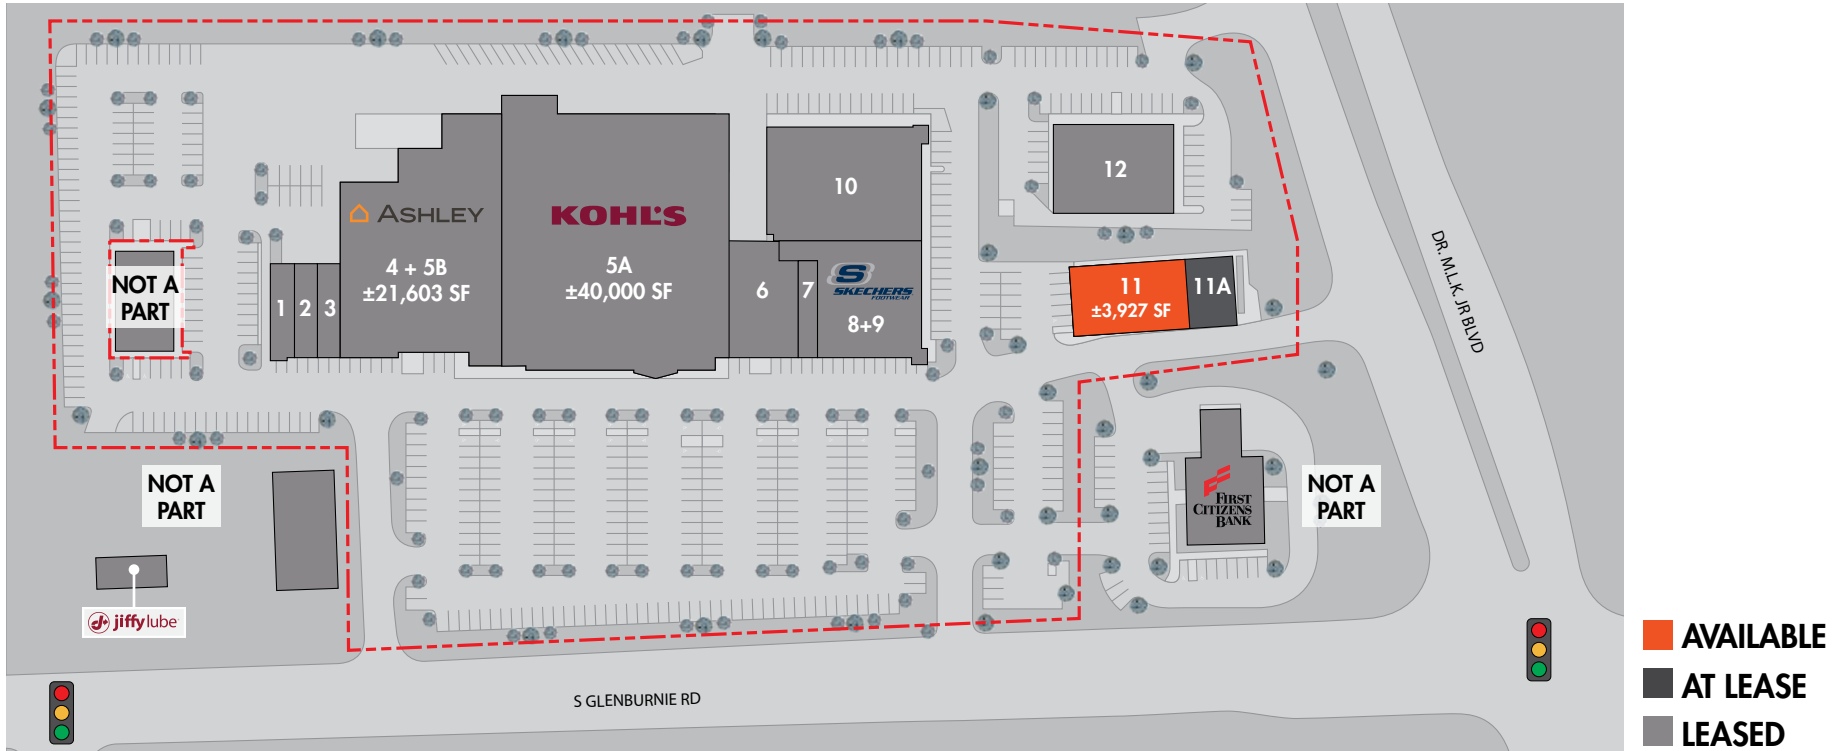 ASHLEY
4 + 5B
±21,603 SF
KOHL'S
5A
±40,000 SF
10
12
NOT A
PART
1
2
3
6
7
S
SKECHERS
FOOTWEAR
8+9
11
±3,927 SF
11A
DR. M.L.K. JR BLVD
NOT A
PART
FIRST
CITIZENS
BANK
NOT A
PART
jiffylube
S GLENBURNIE RD
AVAILABLE
AT LEASE
LEASED